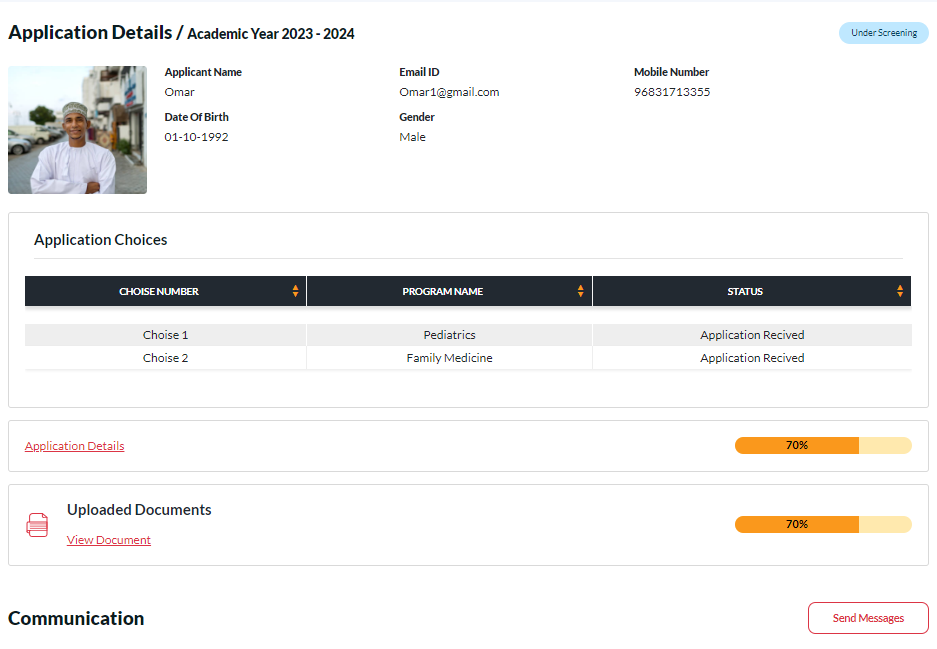 Application Details / Academic Year 2023 - 2024
Under Screening
Applicant Name
Email ID
Mobile Number
Omar
Omar1@gmail.com
96831713355
Date Of Birth
Gender
01-10-1992
Male
Application Choices
CHOISE NUMBER PROGRAM NAME STATUS
Choise 1 Pediatrics Application Recived
Choise 2 Family Medicine Application Recived
Application Details
70%
Uploaded Documents
View Document
70%
Communication
Send Messages